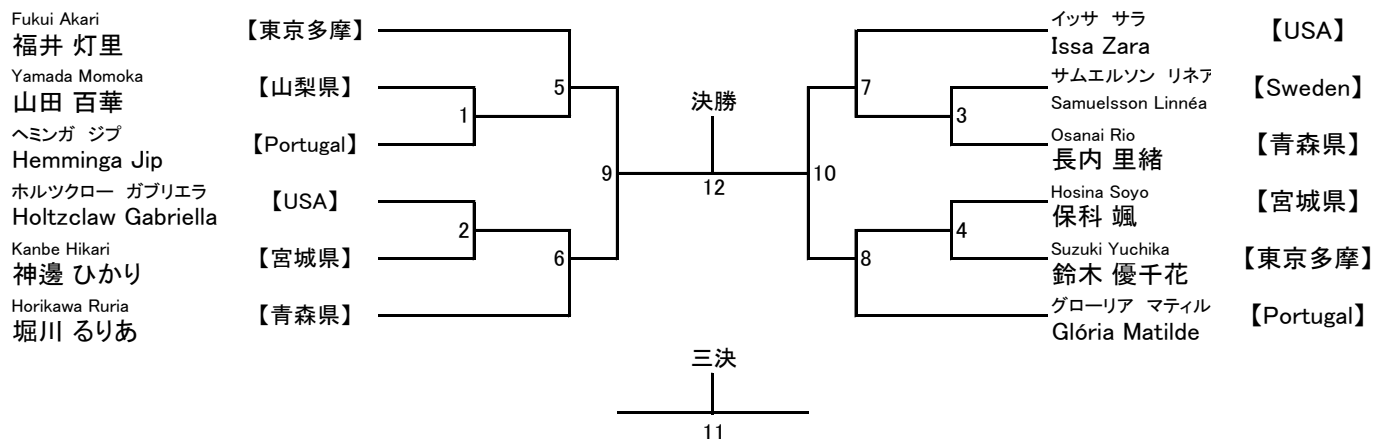 Fukui Akari
福井 灯里 【東京多摩】
Yamada Momoka
山田 百華 【山梨県】
ヘミンガ ジプ
Hemminga Jip 【Portugal】
ホルツクロー ガブリエラ
Holtzclaw Gabriella 【USA】
Kanbe Hikari
神邊 ひかり 【宮城県】
Horikawa Ruria
堀川 るりあ 【青森県】
1
2
5
6
9
決勝
12
10
7
8
3
4
イッサ サラ
Issa Zara 【USA】
サムエルソン リネア
Samuelsson Linnéa 【Sweden】
Osanai Rio
長内 里緒 【青森県】
Hosina Soyo
保科 颯 【宮城県】
Suzuki Yuchika
鈴木 優千花 【東京多摩】
グローリア マティル
Glória Matilde 【Portugal】
三決
11